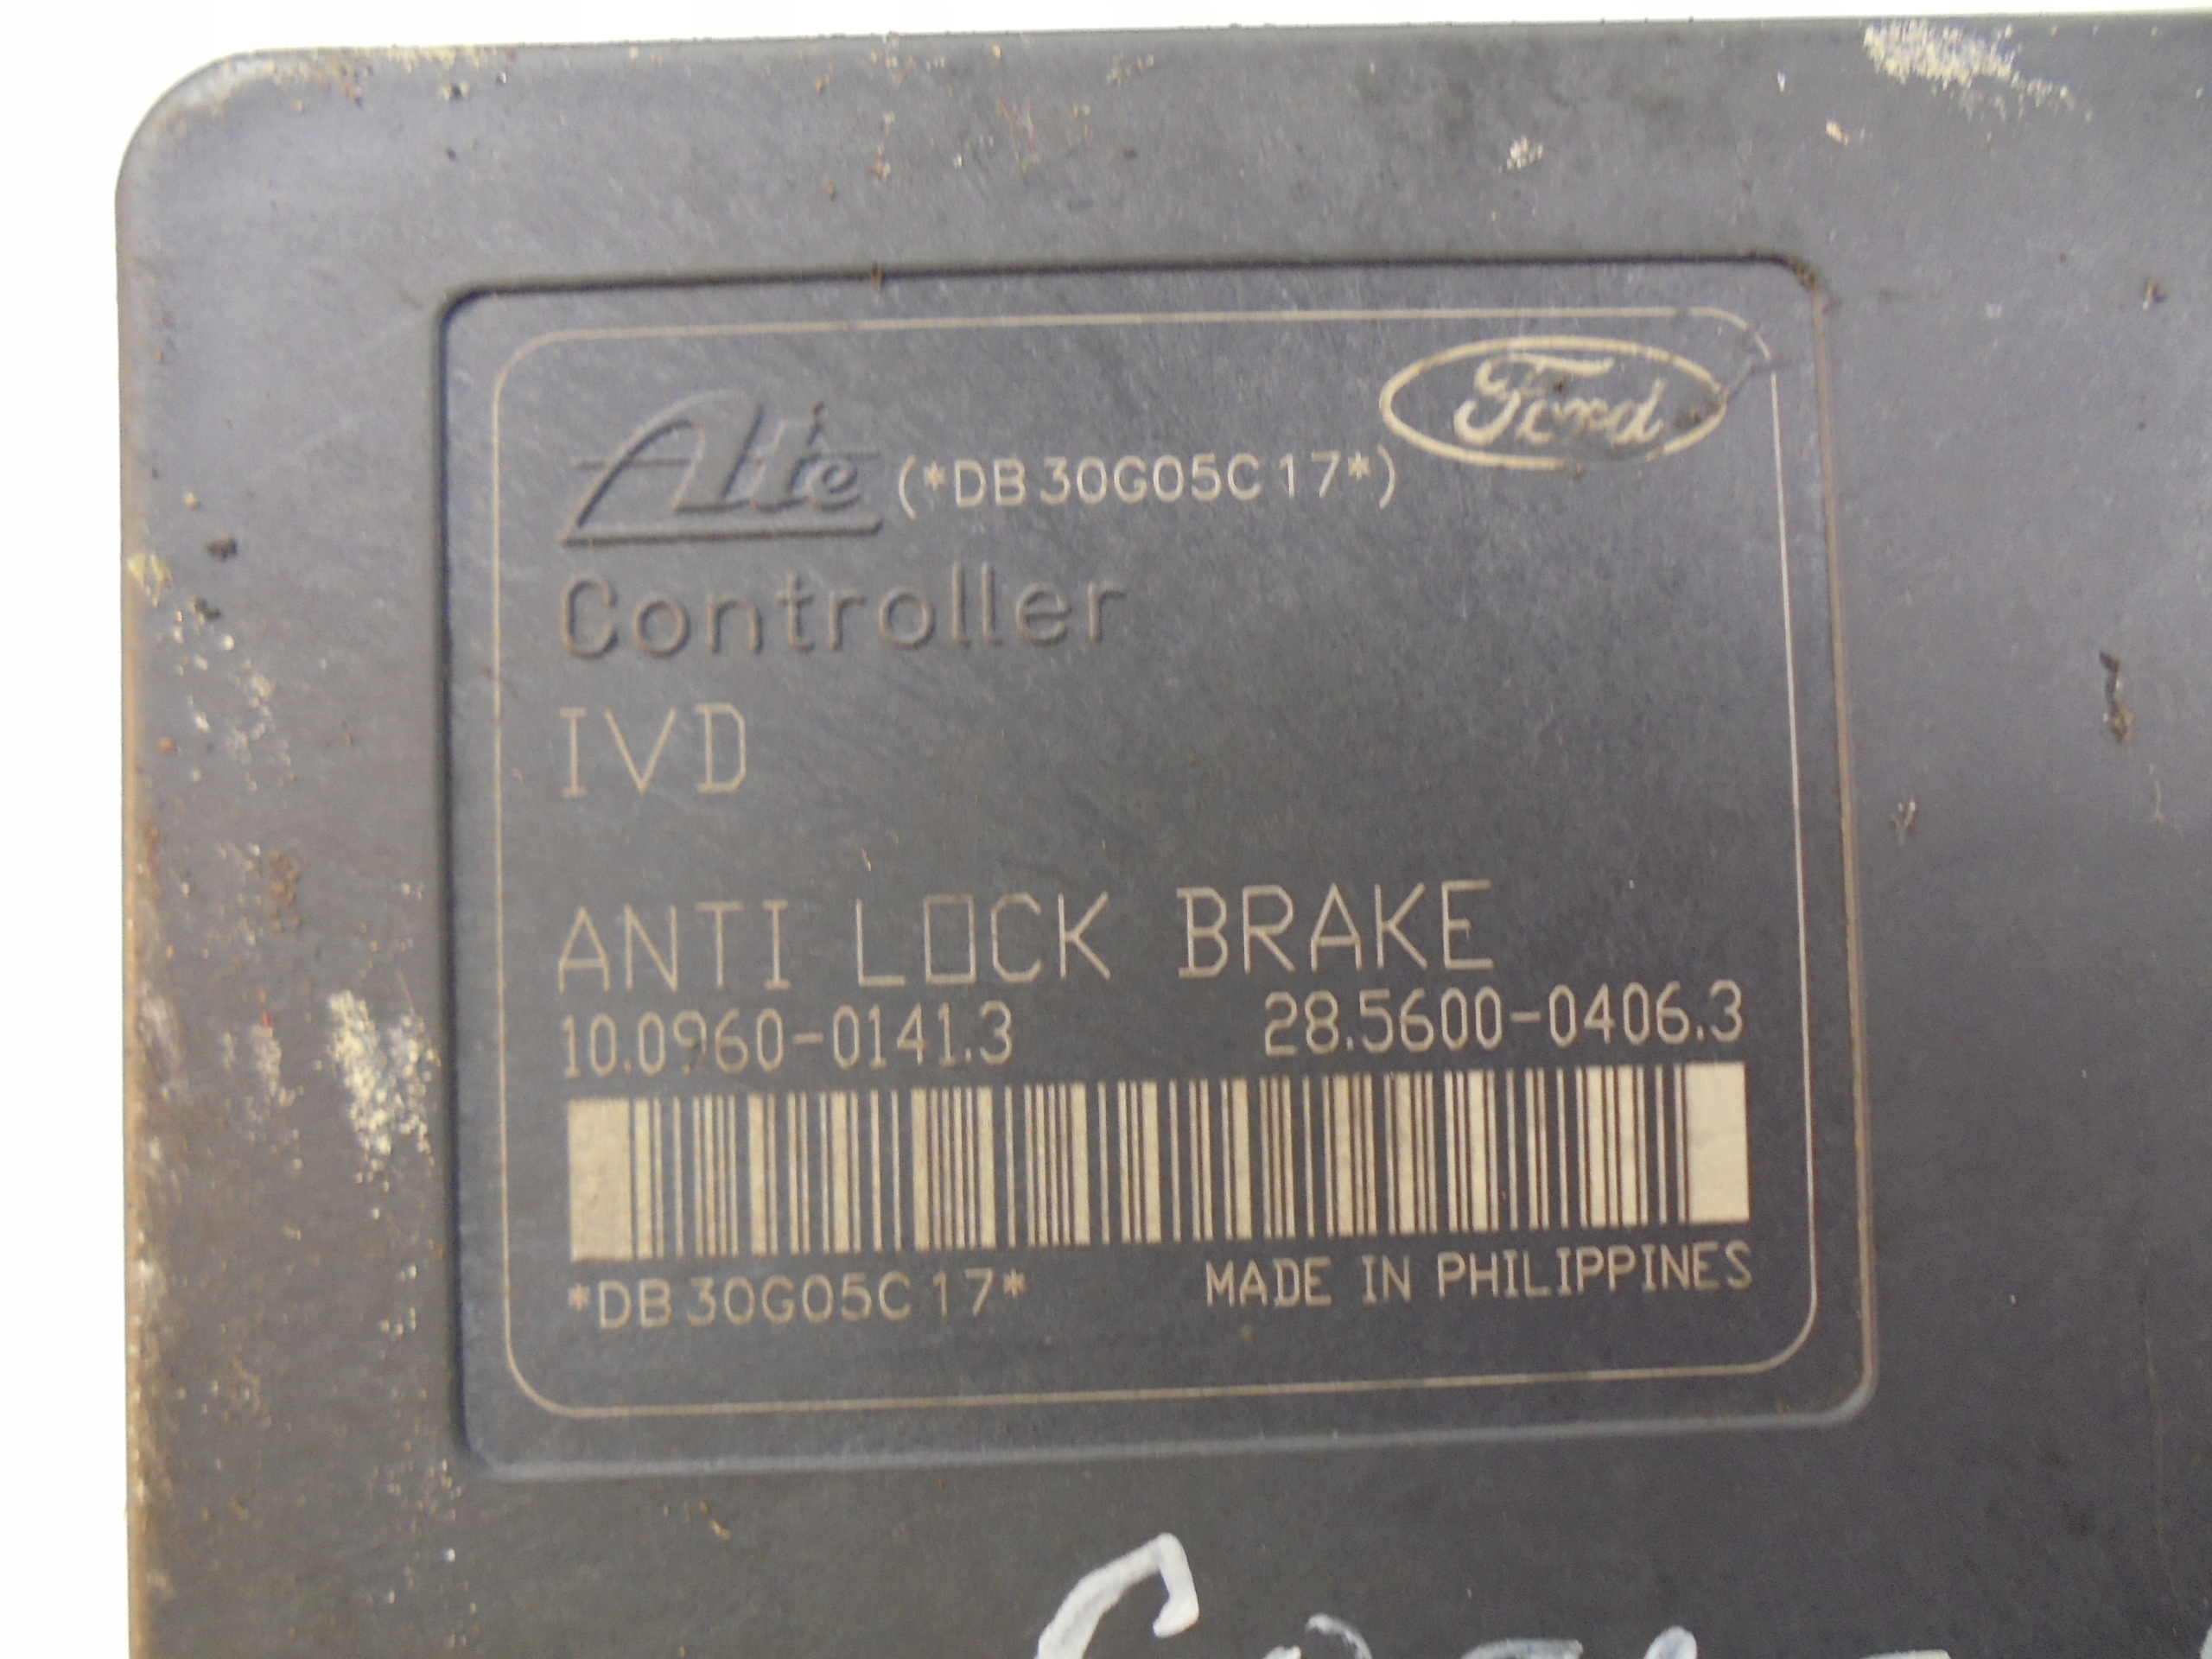 Ate (*DB30G05C17*) Ford
Controller
IVD
ANTI LOCK BRAKE
10.0960-0141.3 28.5600-0406.3
*DB30G05C17* MADE IN PHILIPPINES